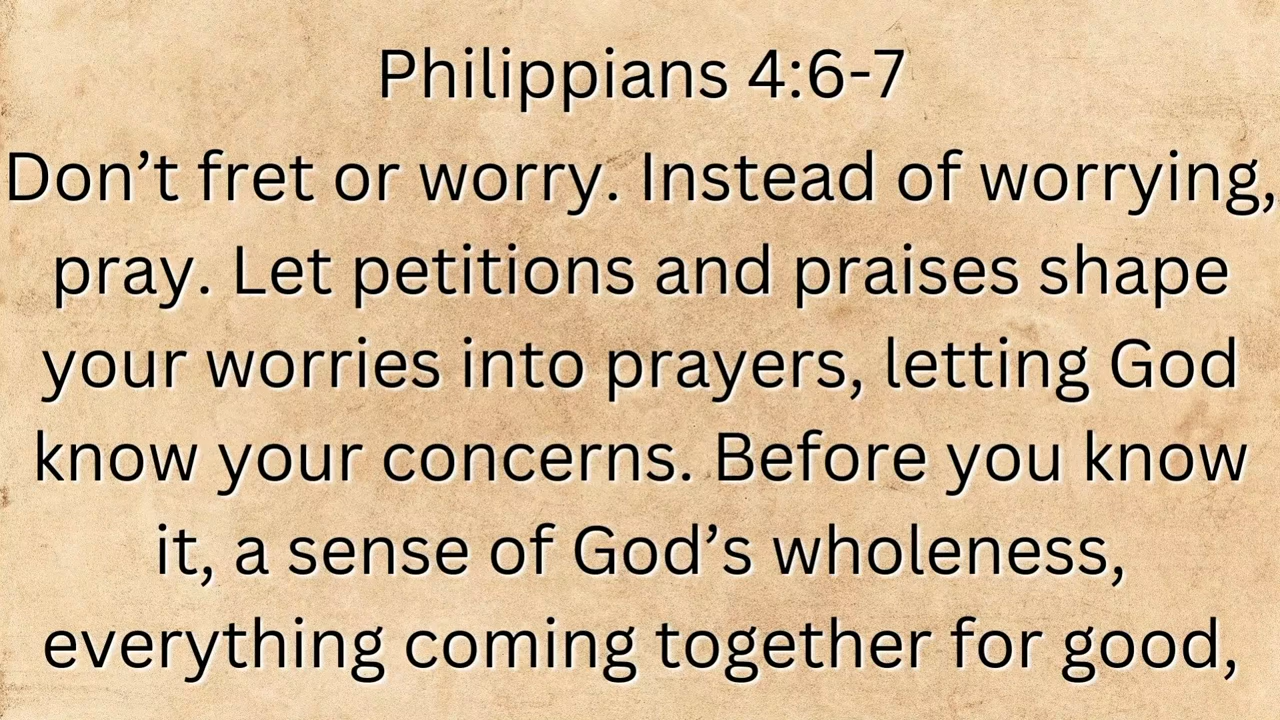 Philippians 4:6-7
Don’t fret or worry. Instead of worrying,
pray. Let petitions and praises shape
your worries into prayers, letting God
know your concerns. Before you know
it, a sense of God’s wholeness,
everything coming together for good,